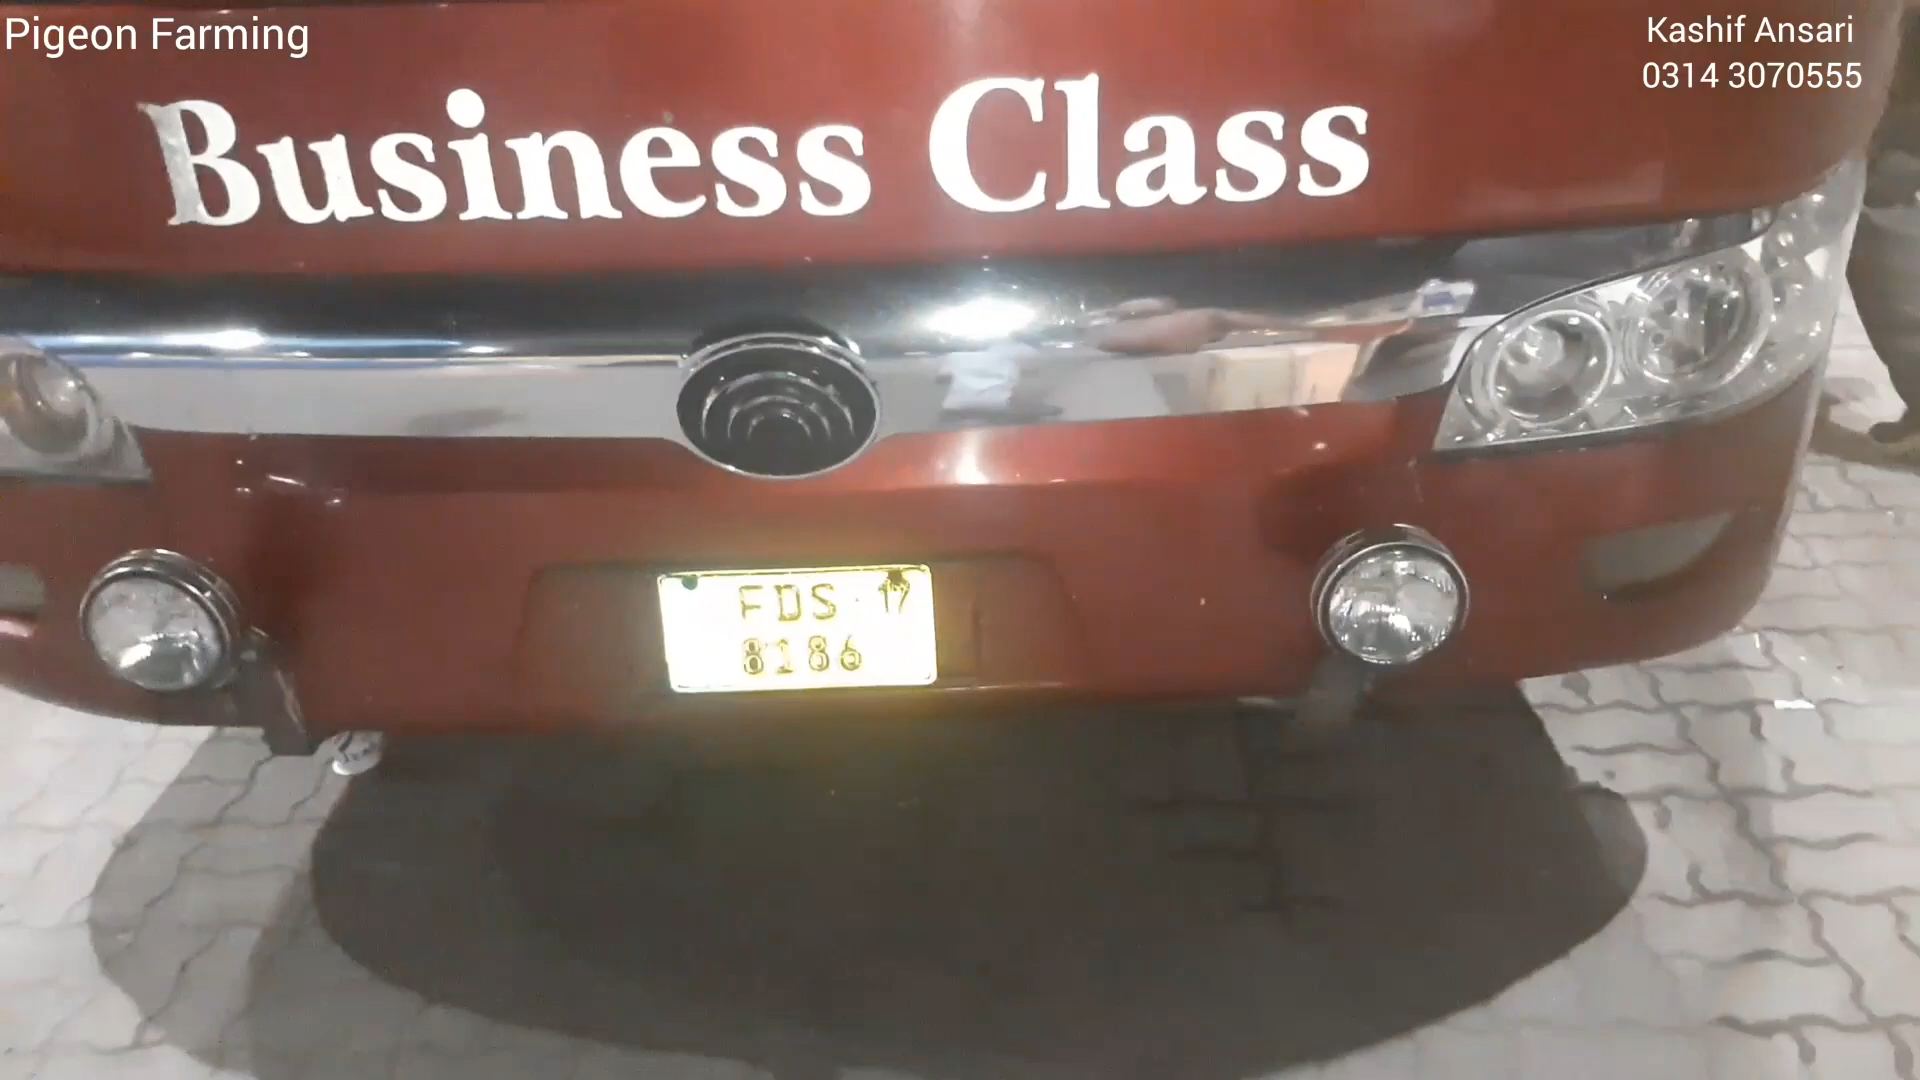 Pigeon Farming
Kashif Ansari
0314 3070555
Business Class
FDS 17
8186